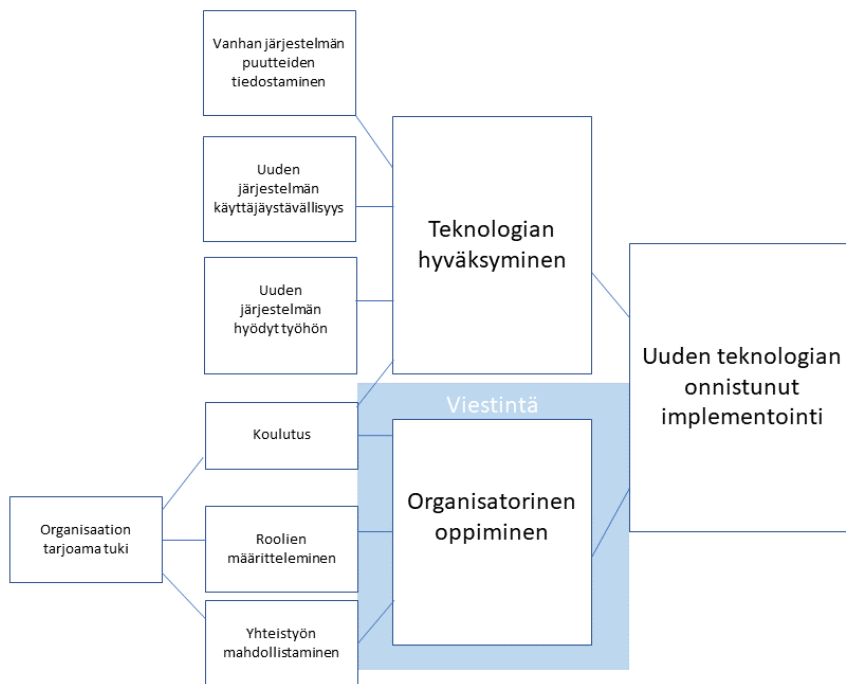 Vanhan järjestelmän
puutteiden
tiedostaminen
Uuden
järjestelmän
käyttäjäystävällisyys
Uuden
järjestelmän
hyödyt työhön
Koulutus
Roolien
määritteleminen
Yhteistyön
mahdollistaminen
Organisaation
tarjoama tuki
Teknologian
hyväksyminen
Viestintä
Organisatorinen
oppiminen
Uuden teknologian
onnistunut
implementointi